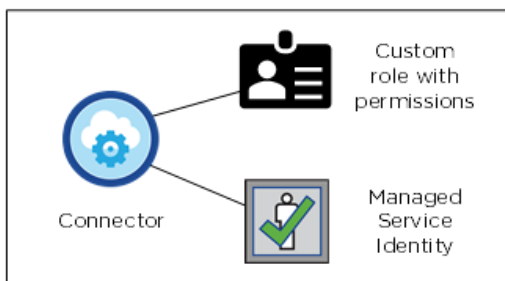 Custom
role with
permissions
Connector
Managed
Service
Identity